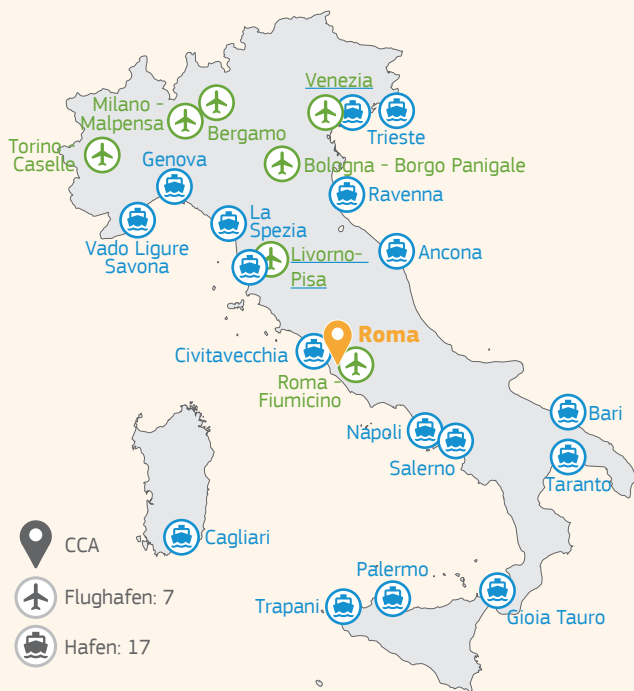 Venezia
Milano -
Malpensa
Bergamo
Trieste
Torino -
Caselle
Genova
Bologna - Borgo Panigale
Ravenna
La
Spezia
Vado Ligure
Savona
Livorno-
Pisa
Ancona
Roma
Civitavecchia
Roma -
Fiumicino
Bari
Napoli
Salerno
Taranto
Cagliari
CCA
Palermo
Flughafen: 7
Trapani
Gioia Tauro
Hafen: 17